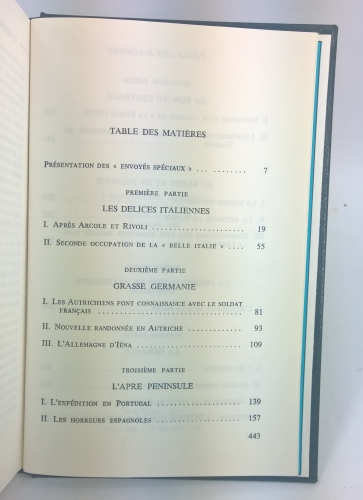 TABLE DES MATIÈRES
PRÉSENTATION DES « ENVOYÉS SPÉCIAUX » .. ........ 7
PREMIÈRE PARTIE
LES DELICES ITALIENNES
I. APRÈS ARCOLE ET RIVOLI ........................ 19
II. SECONDE OCCUPATION DE LA « BELLE ITALIE » .... 55
DEUXIÈME PARTIE
GRASSE GERMANIE
I. LES AUTRICHIENS FONT CONNAISSANCE AVEC LE SOLDAT
FRANÇAIS .................................... 81
II. NOUVELLE RANDONNÉE EN AUTRICHE .............. 93
III. L'ALLEMAGNE D'IÉNA ........................ 109
TROISIÈME PARTIE
L'APRE PENINSULE
I. L'EXPÉDITION EN PORTUGAL .................... 139
II. LES HORREURS ESPAGNOLES .................... 157
443